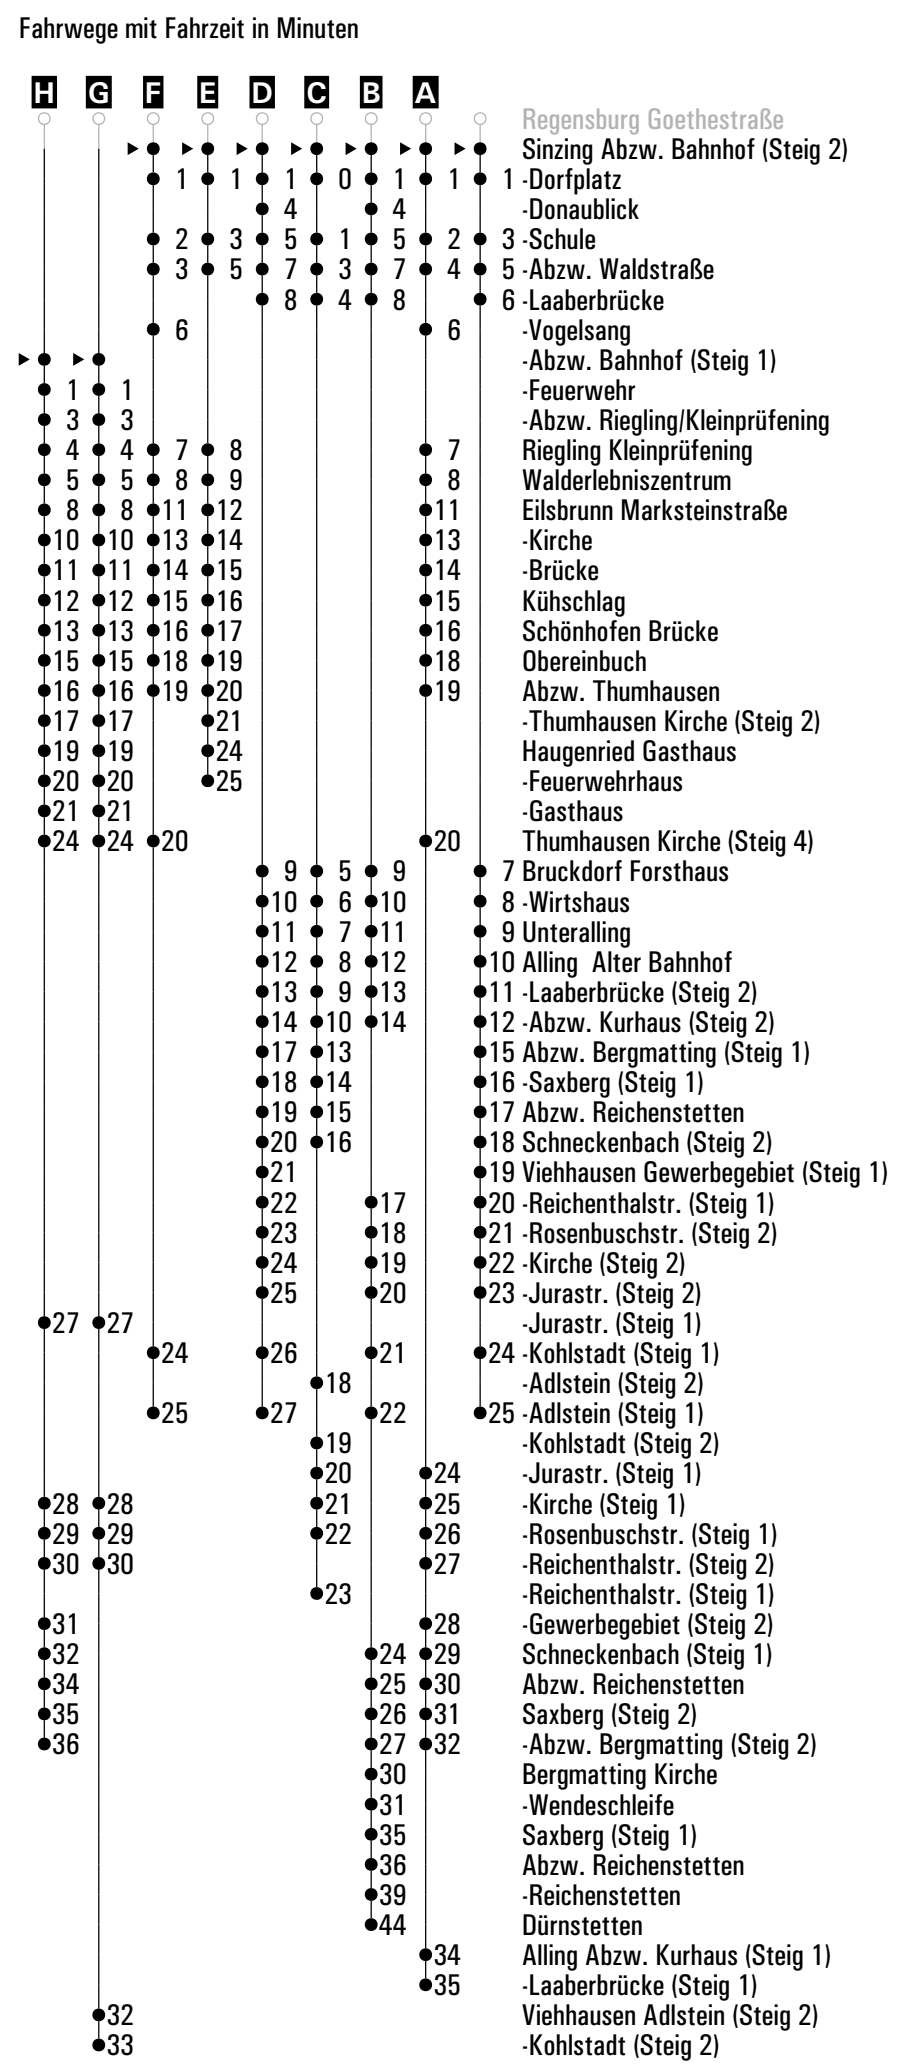 Fahrwege mit Fahrzeit in Minuten
H G F E D C B A
Regensburg Goethestraße
Sinzing Abzw. Bahnhof (Steig 2)
1 1 1 0 1 1 1 -Dorfplatz
4 4 -Donaublick
2 3 5 1 5 2 3 -Schule
3 5 7 3 7 4 5 -Abzw. Waldstraße
8 4 8 6 -Laaberbrücke
6 6 -Vogelsang
-Abzw. Bahnhof (Steig 1)
1 1 -Feuerwehr
3 3 -Abzw. Riegling/Kleinprüfening
4 4 7 8 7 Riegling Kleinprüfening
5 5 8 9 8 Walderlebniszentrum
8 8 11 12 11 Eilsbrunn Marksteinstraße
10 10 13 14 13 -Kirche
11 11 14 15 14 -Brücke
12 12 15 16 15 Kühschlag
13 13 16 17 16 Schönhofen Brücke
15 15 18 19 18 Obereinbuch
16 16 19 20 19 Abzw. Thumhausen
17 17 21 -Thumhausen Kirche (Steig 2)
19 19 24 Haugenried Gasthaus
20 20 25 -Feuerwehrhaus
21 21 -Gasthaus
24 24 20 20 Thumhausen Kirche (Steig 4)
9 5 9 7 Bruckdorf Forsthaus
10 6 10 8 -Wirtshaus
11 7 11 9 Unteralling
12 8 12 10 Alling Alter Bahnhof
13 9 13 11 -Laaberbrücke (Steig 2)
14 10 14 12 -Abzw. Kurhaus (Steig 2)
17 13 15 Abzw. Bergmatting (Steig 1)
18 14 16 -Saxberg (Steig 1)
19 15 17 Abzw. Reichenstetten
20 16 18 Schneckenbach (Steig 2)
21 19 Viehhausen Gewerbegebiet (Steig 1)
22 17 20 -Reichenthalstr. (Steig 1)
23 18 21 -Rosenbuschstr. (Steig 2)
24 19 22 -Kirche (Steig 2)
25 20 23 -Jurastr. (Steig 2)
27 27 -Jurastr. (Steig 1)
24 26 21 24 -Kohlstadt (Steig 1)
18 -Adlstein (Steig 2)
25 27 22 25 -Adlstein (Steig 1)
19 -Kohlstadt (Steig 2)
20 24 -Jurastr. (Steig 1)
28 28 21 25 -Kirche (Steig 1)
29 29 22 26 -Rosenbuschstr. (Steig 1)
30 30 27 -Reichenthalstr. (Steig 2)
23 -Reichenthalstr. (Steig 1)
31 28 -Gewerbegebiet (Steig 2)
32 24 29 Schneckenbach (Steig 1)
34 25 30 Abzw. Reichenstetten
35 26 31 Saxberg (Steig 2)
36 27 32 -Abzw. Bergmatting (Steig 2)
30 Bergmatting Kirche
31 -Wendeschleife
35 Saxberg (Steig 1)
36 Abzw. Reichenstetten
39 -Reichenstetten
44 Dürnstetten
34 Alling Abzw. Kurhaus (Steig 1)
35 -Laaberbrücke (Steig 1)
32 Viehhausen Adlstein (Steig 2)
33 -Kohlstadt (Steig 2)